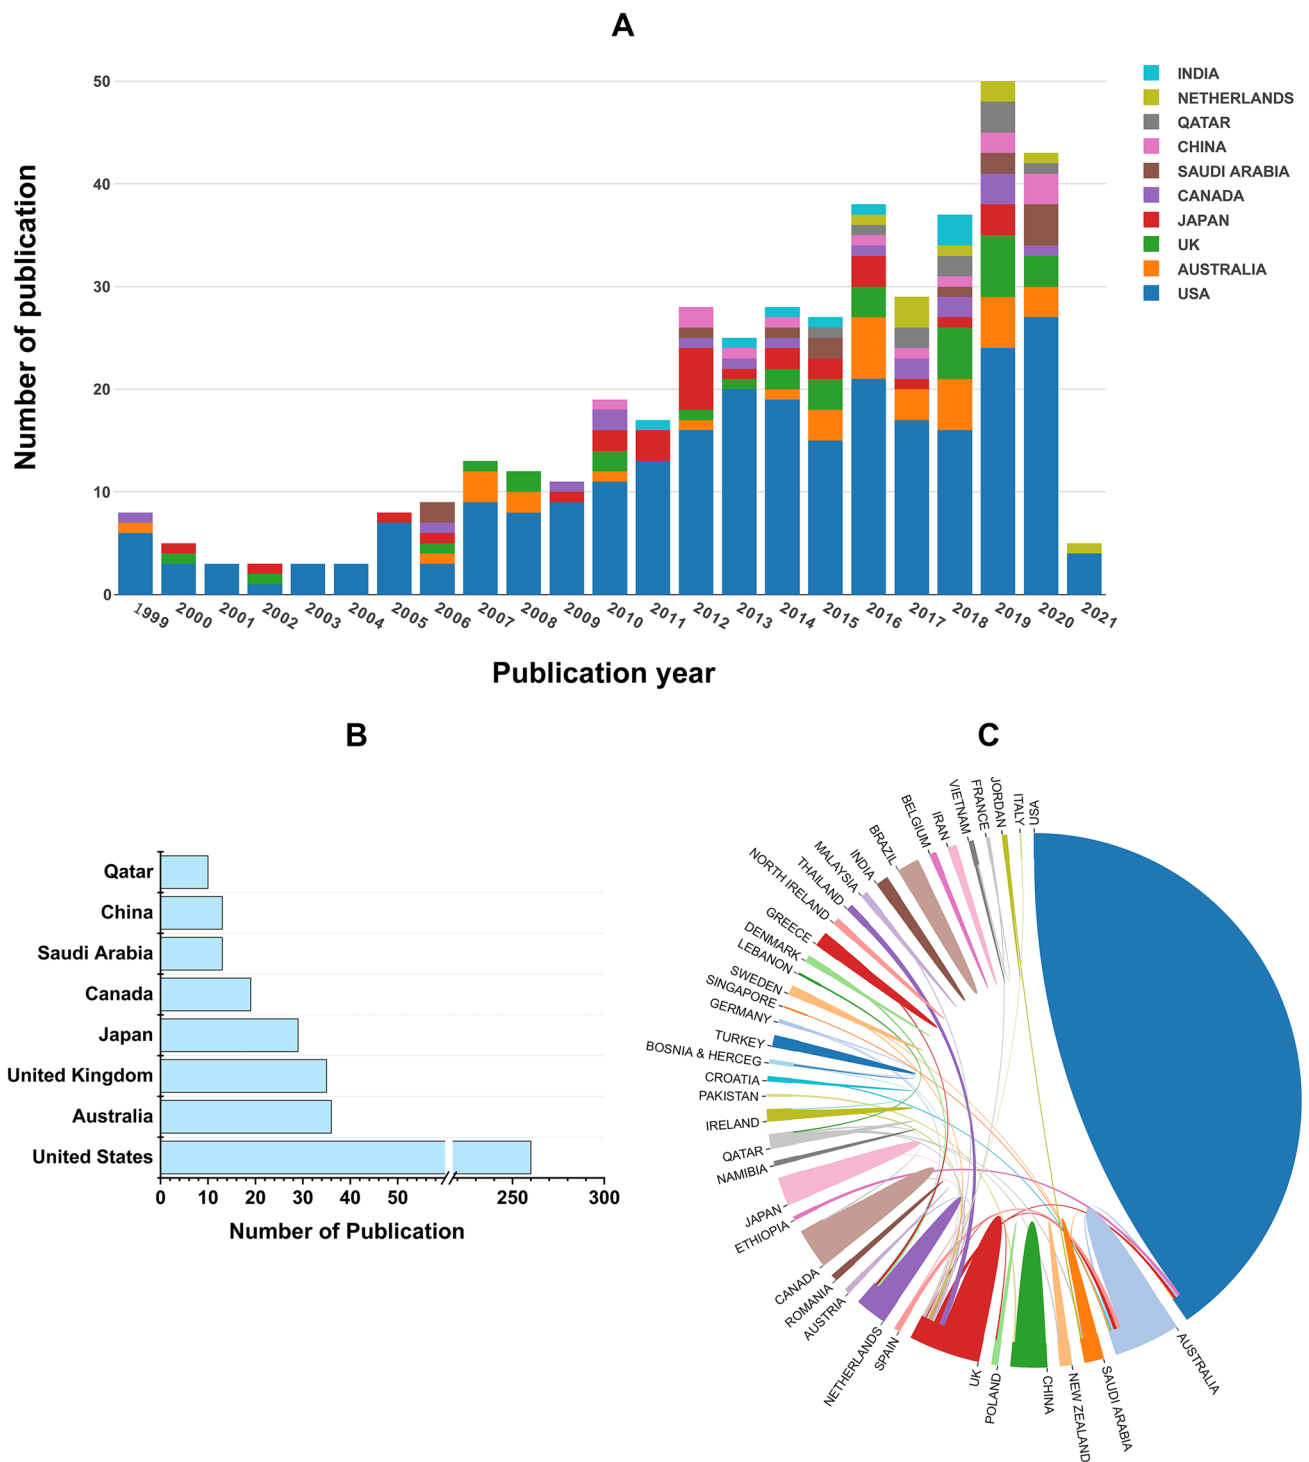 A
50
40
30
20
10
0
Number of publication
1999
2000
2001
2002
2003
2004
2005
2006
2007
2008
2009
2010
2011
2012
2013
2014
2015
2016
2017
2018
2019
2020
2021
Publication year
INDIA
NETHERLANDS
QATAR
CHINA
SAUDI ARABIA
CANADA
JAPAN
UK
AUSTRALIA
USA
B
Qatar
China
Saudi Arabia
Canada
Japan
United Kingdom
Australia
United States
0 10 20 30 40 50 250 300
Number of Publication
C
USA
ITALY
JORDAN
FRANCE
VIETNAM
IRAN
BELGIUM
BRAZIL
INDIA
MALAYSIA
THAILAND
NORTH IRELAND
GREECE
DENMARK
LEBANON
SWEDEN
SINGAPORE
GERMANY
TURKEY
BOSNIA & HERCEG
CROATIA
PAKISTAN
IRELAND
QATAR
NAMIBIA
JAPAN
ETHIOPIA
CANADA
ROMANIA
AUSTRIA
NETHERLANDS
SPAIN
UK
POLAND
CHINA
NEW ZEALAND
SAUDI ARABIA
AUSTRALIA